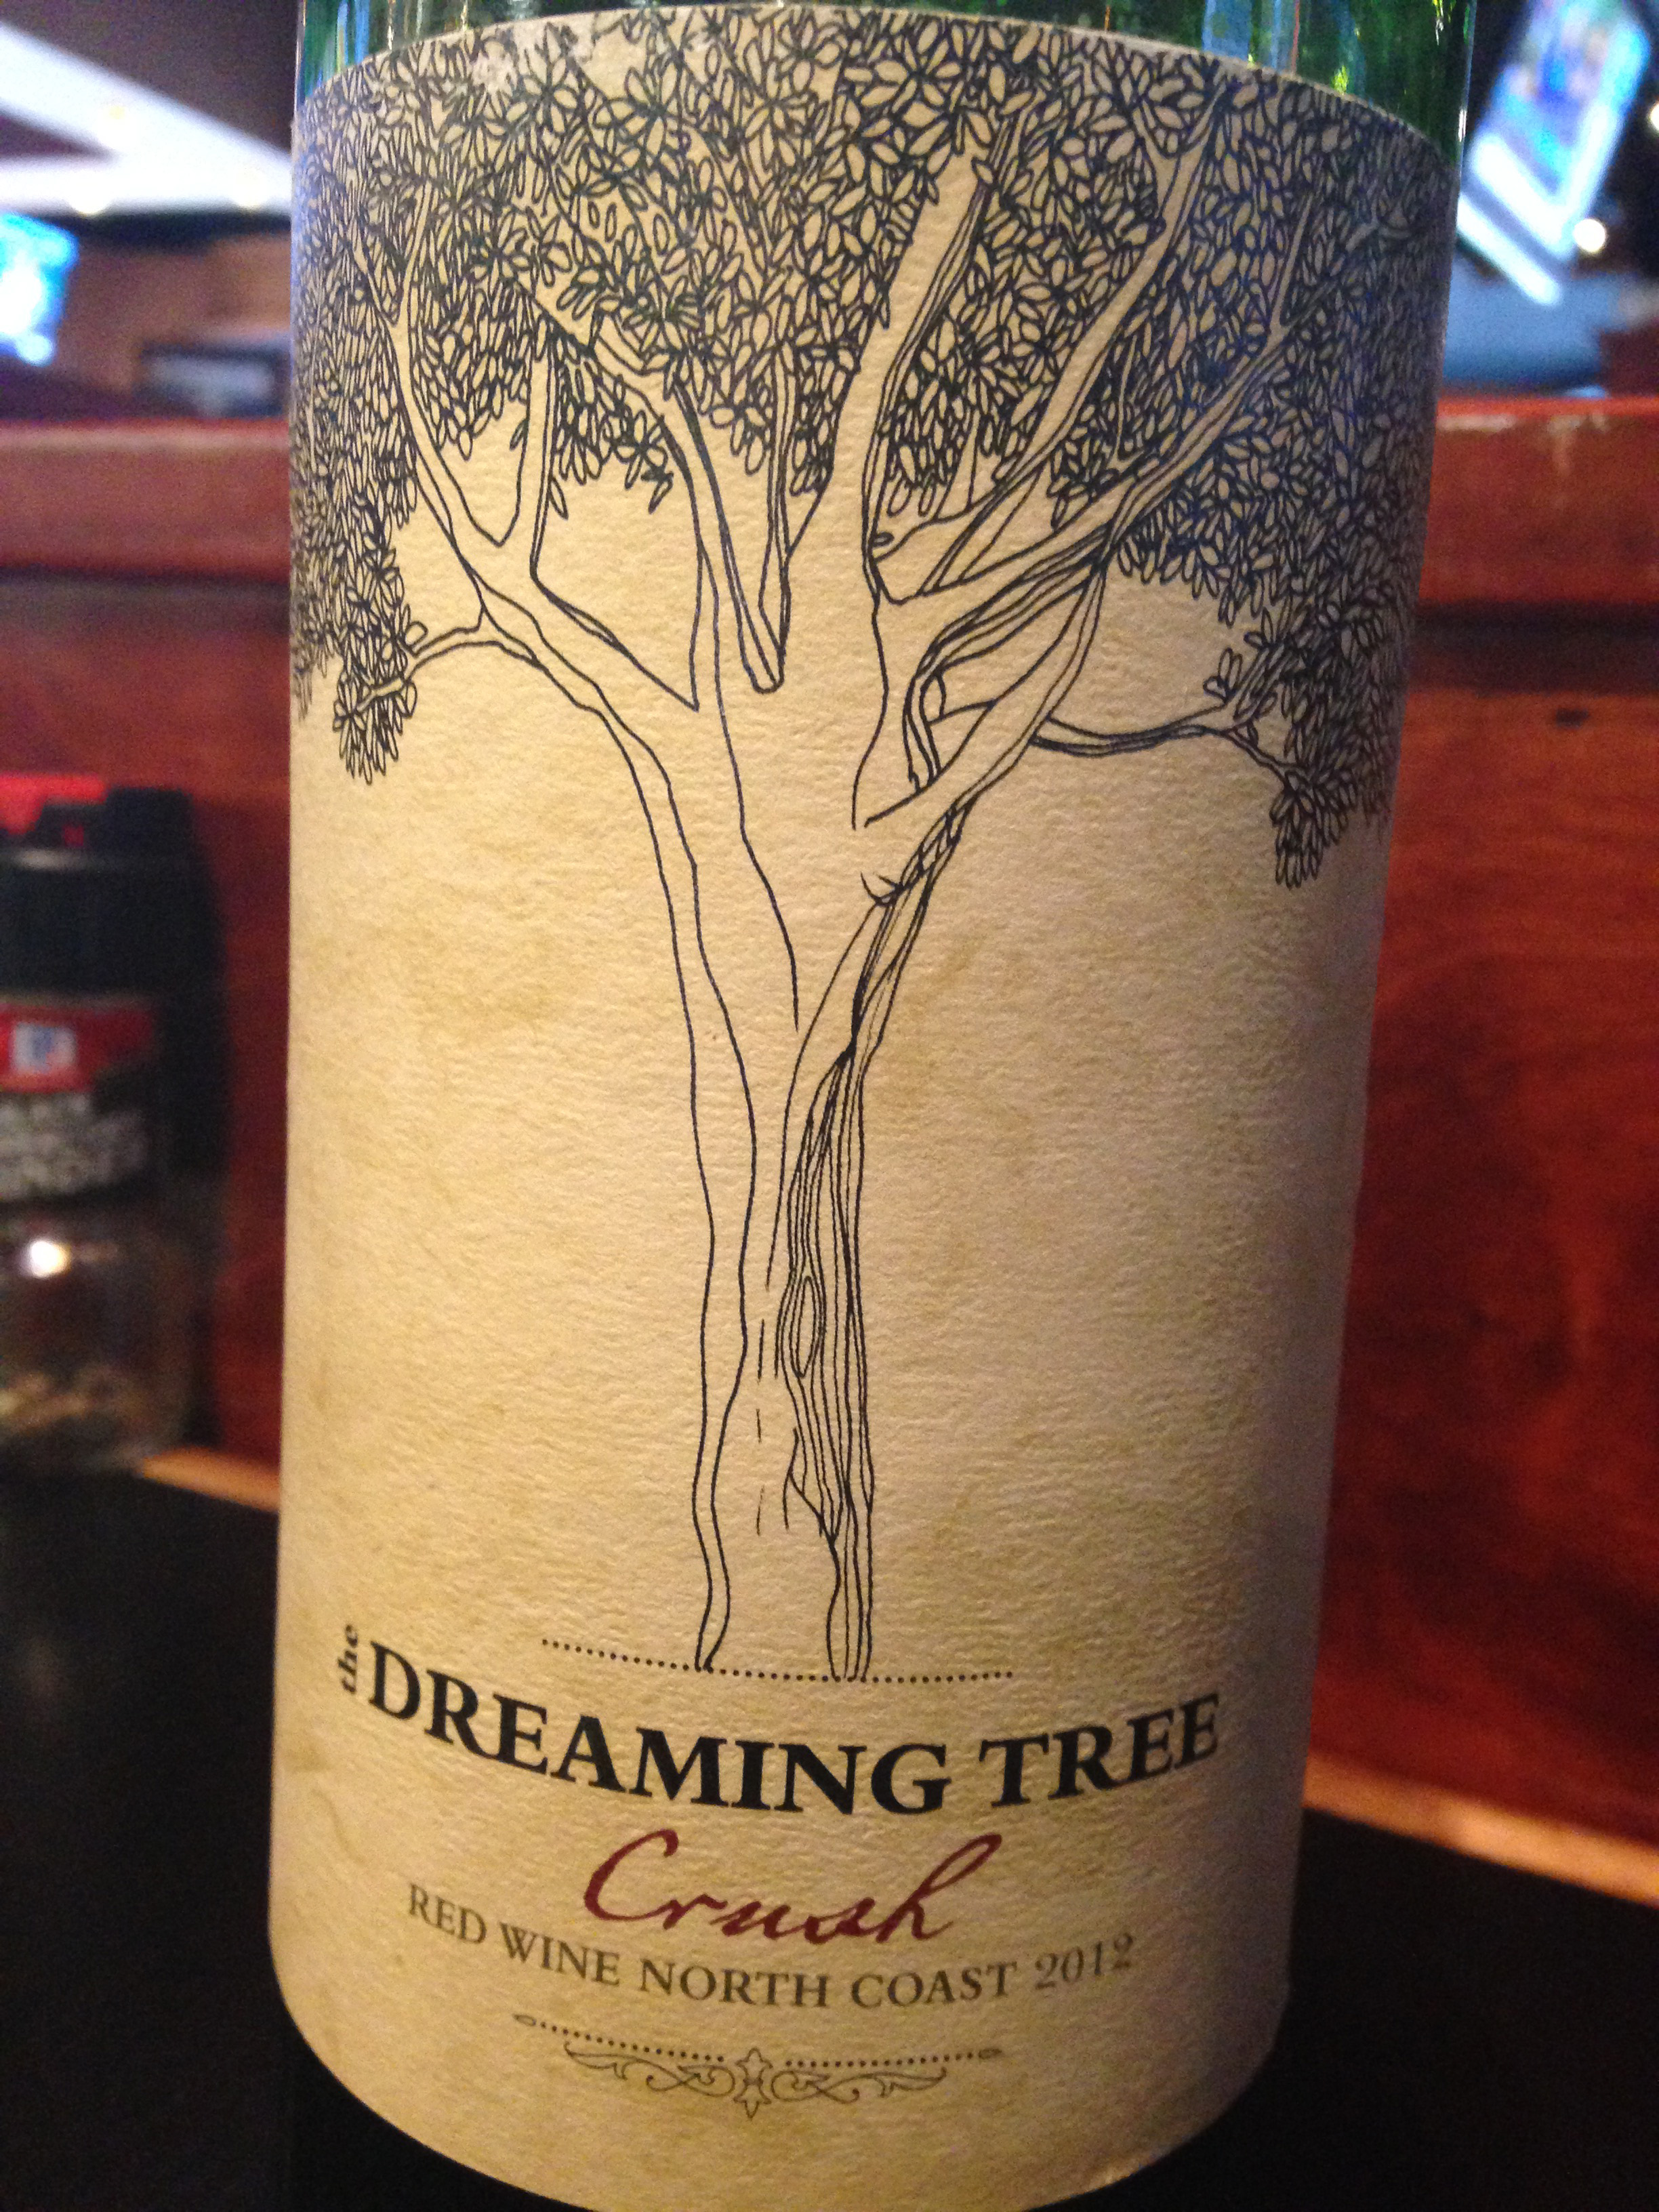 the DREAMING TREE
Crush
RED WINE NORTH COAST 2012